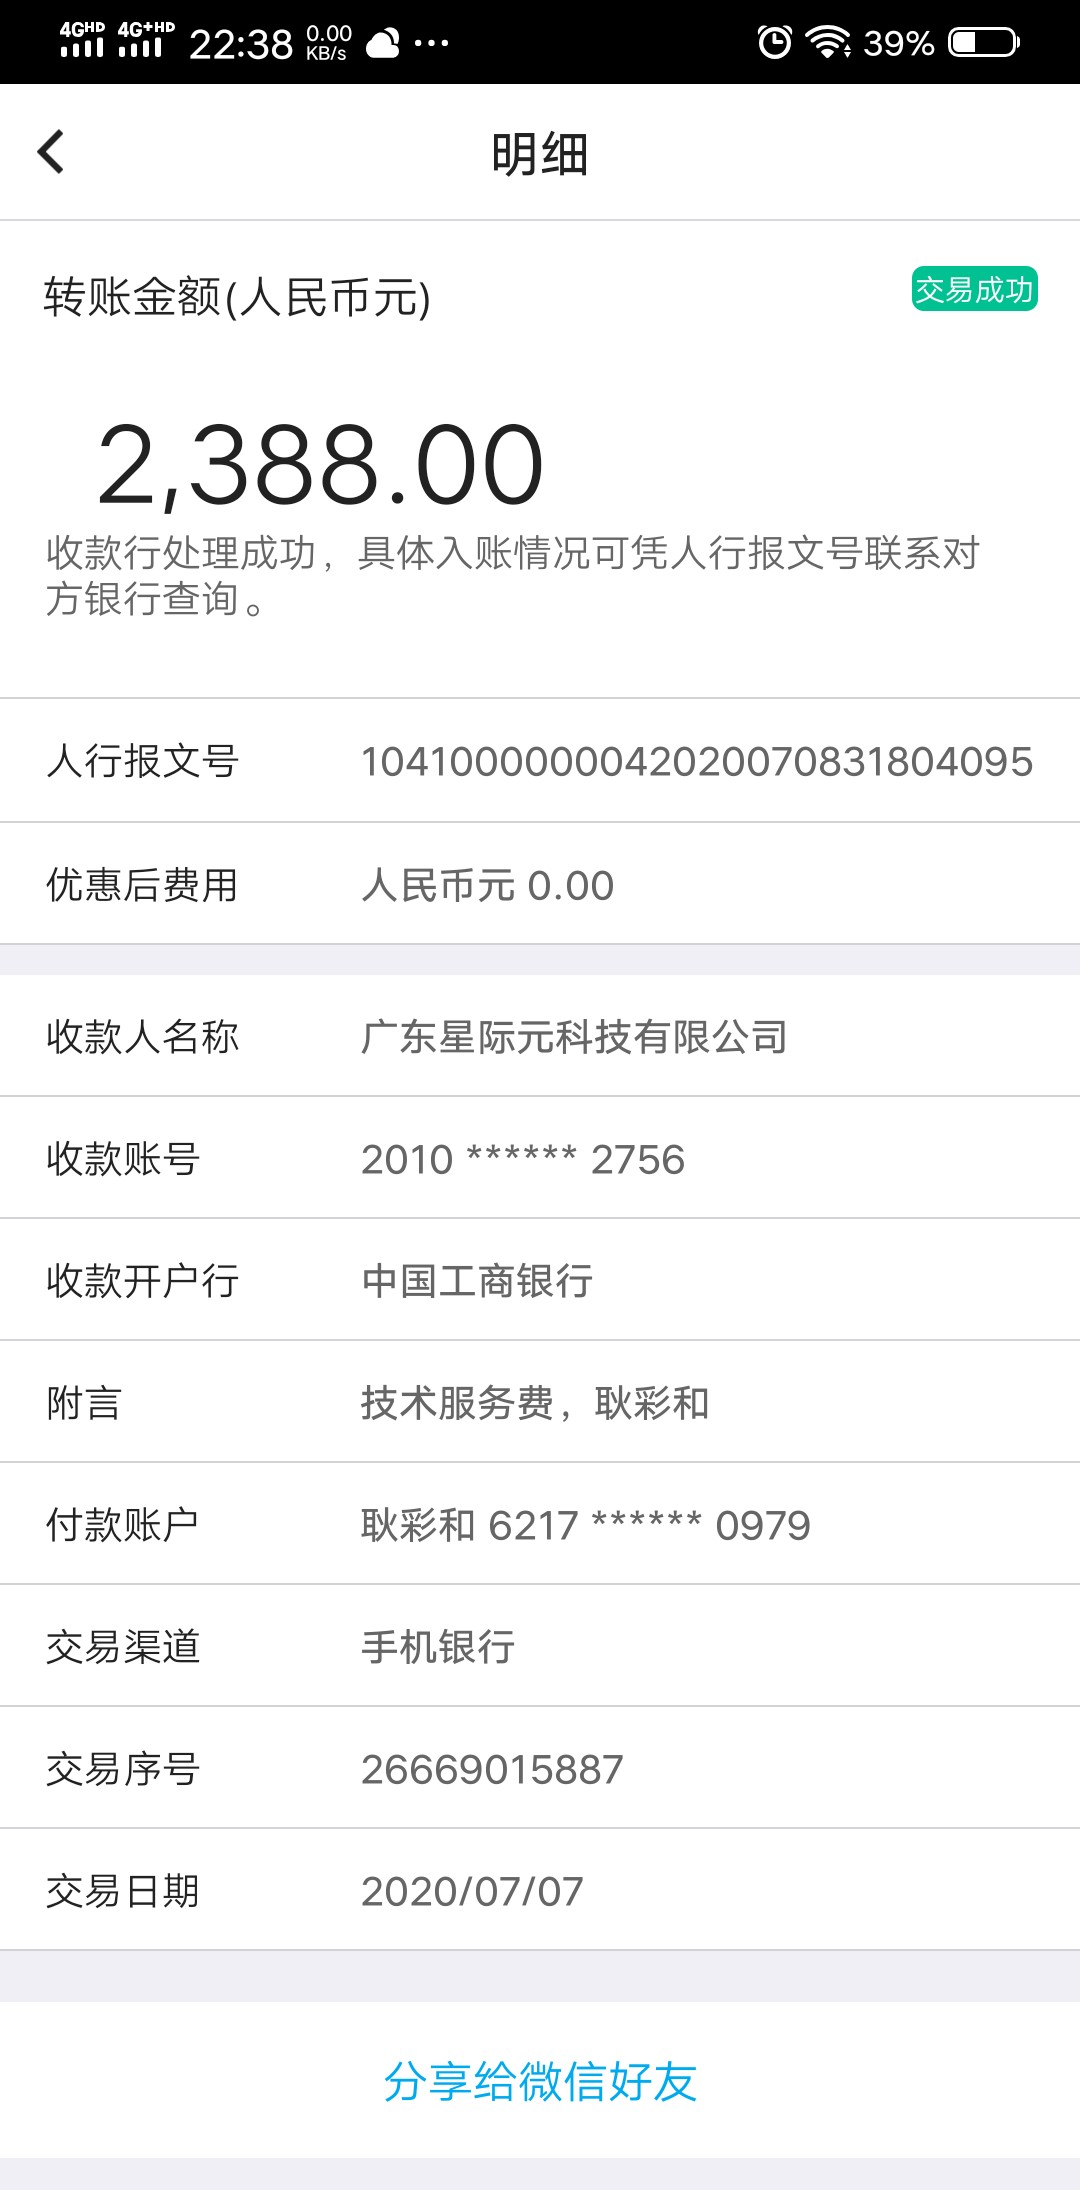 4GHD 4G+HD 22:38 0.00 KB/s ... 39%
明细
转账金额(人民币元) 交易成功
2,388.00
收款行处理成功，具体入账情况可凭人行报文号联系对
方银行查询。
人行报文号 1041000000042020070831804095
优惠后费用 人民币元 0.00
收款人名称 广东星际元科技有限公司
收款账号 2010 ****** 2756
收款开户行 中国工商银行
附言 技术服务费，耿彩和
付款账户 耿彩和 6217 ****** 0979
交易渠道 手机银行
交易序号 26669015887
交易日期 2020/07/07
分享给微信好友